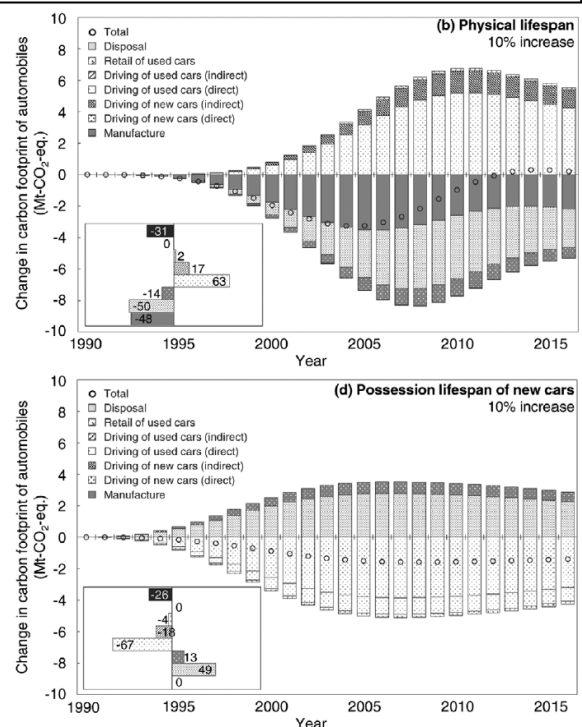 (b) Physical lifespan
10% increase
Change in carbon footprint of automobiles
(Mt-CO2-eq.)
10
8
6
4
2
0
-2
-4
-6
-8
-10
Total
Disposal
Retail of used cars
Driving of used cars (indirect)
Driving of used cars (direct)
Driving of new cars (indirect)
Driving of new cars (direct)
Manufacture
-31
0
2
17
63
-14
-50
-48
1990
1995
2000
2005
2010
2015
Year
(d) Possession lifespan of new cars
10% increase
Change in carbon footprint of automobiles
(Mt-CO2-eq.)
10
8
6
4
2
0
-2
-4
-6
-8
-10
Total
Disposal
Retail of used cars
Driving of used cars (indirect)
Driving of used cars (direct)
Driving of new cars (indirect)
Driving of new cars (direct)
Manufacture
-26
0
-4
-18
-67
13
49
0
1990
1995
2000
2005
2010
2015
Year